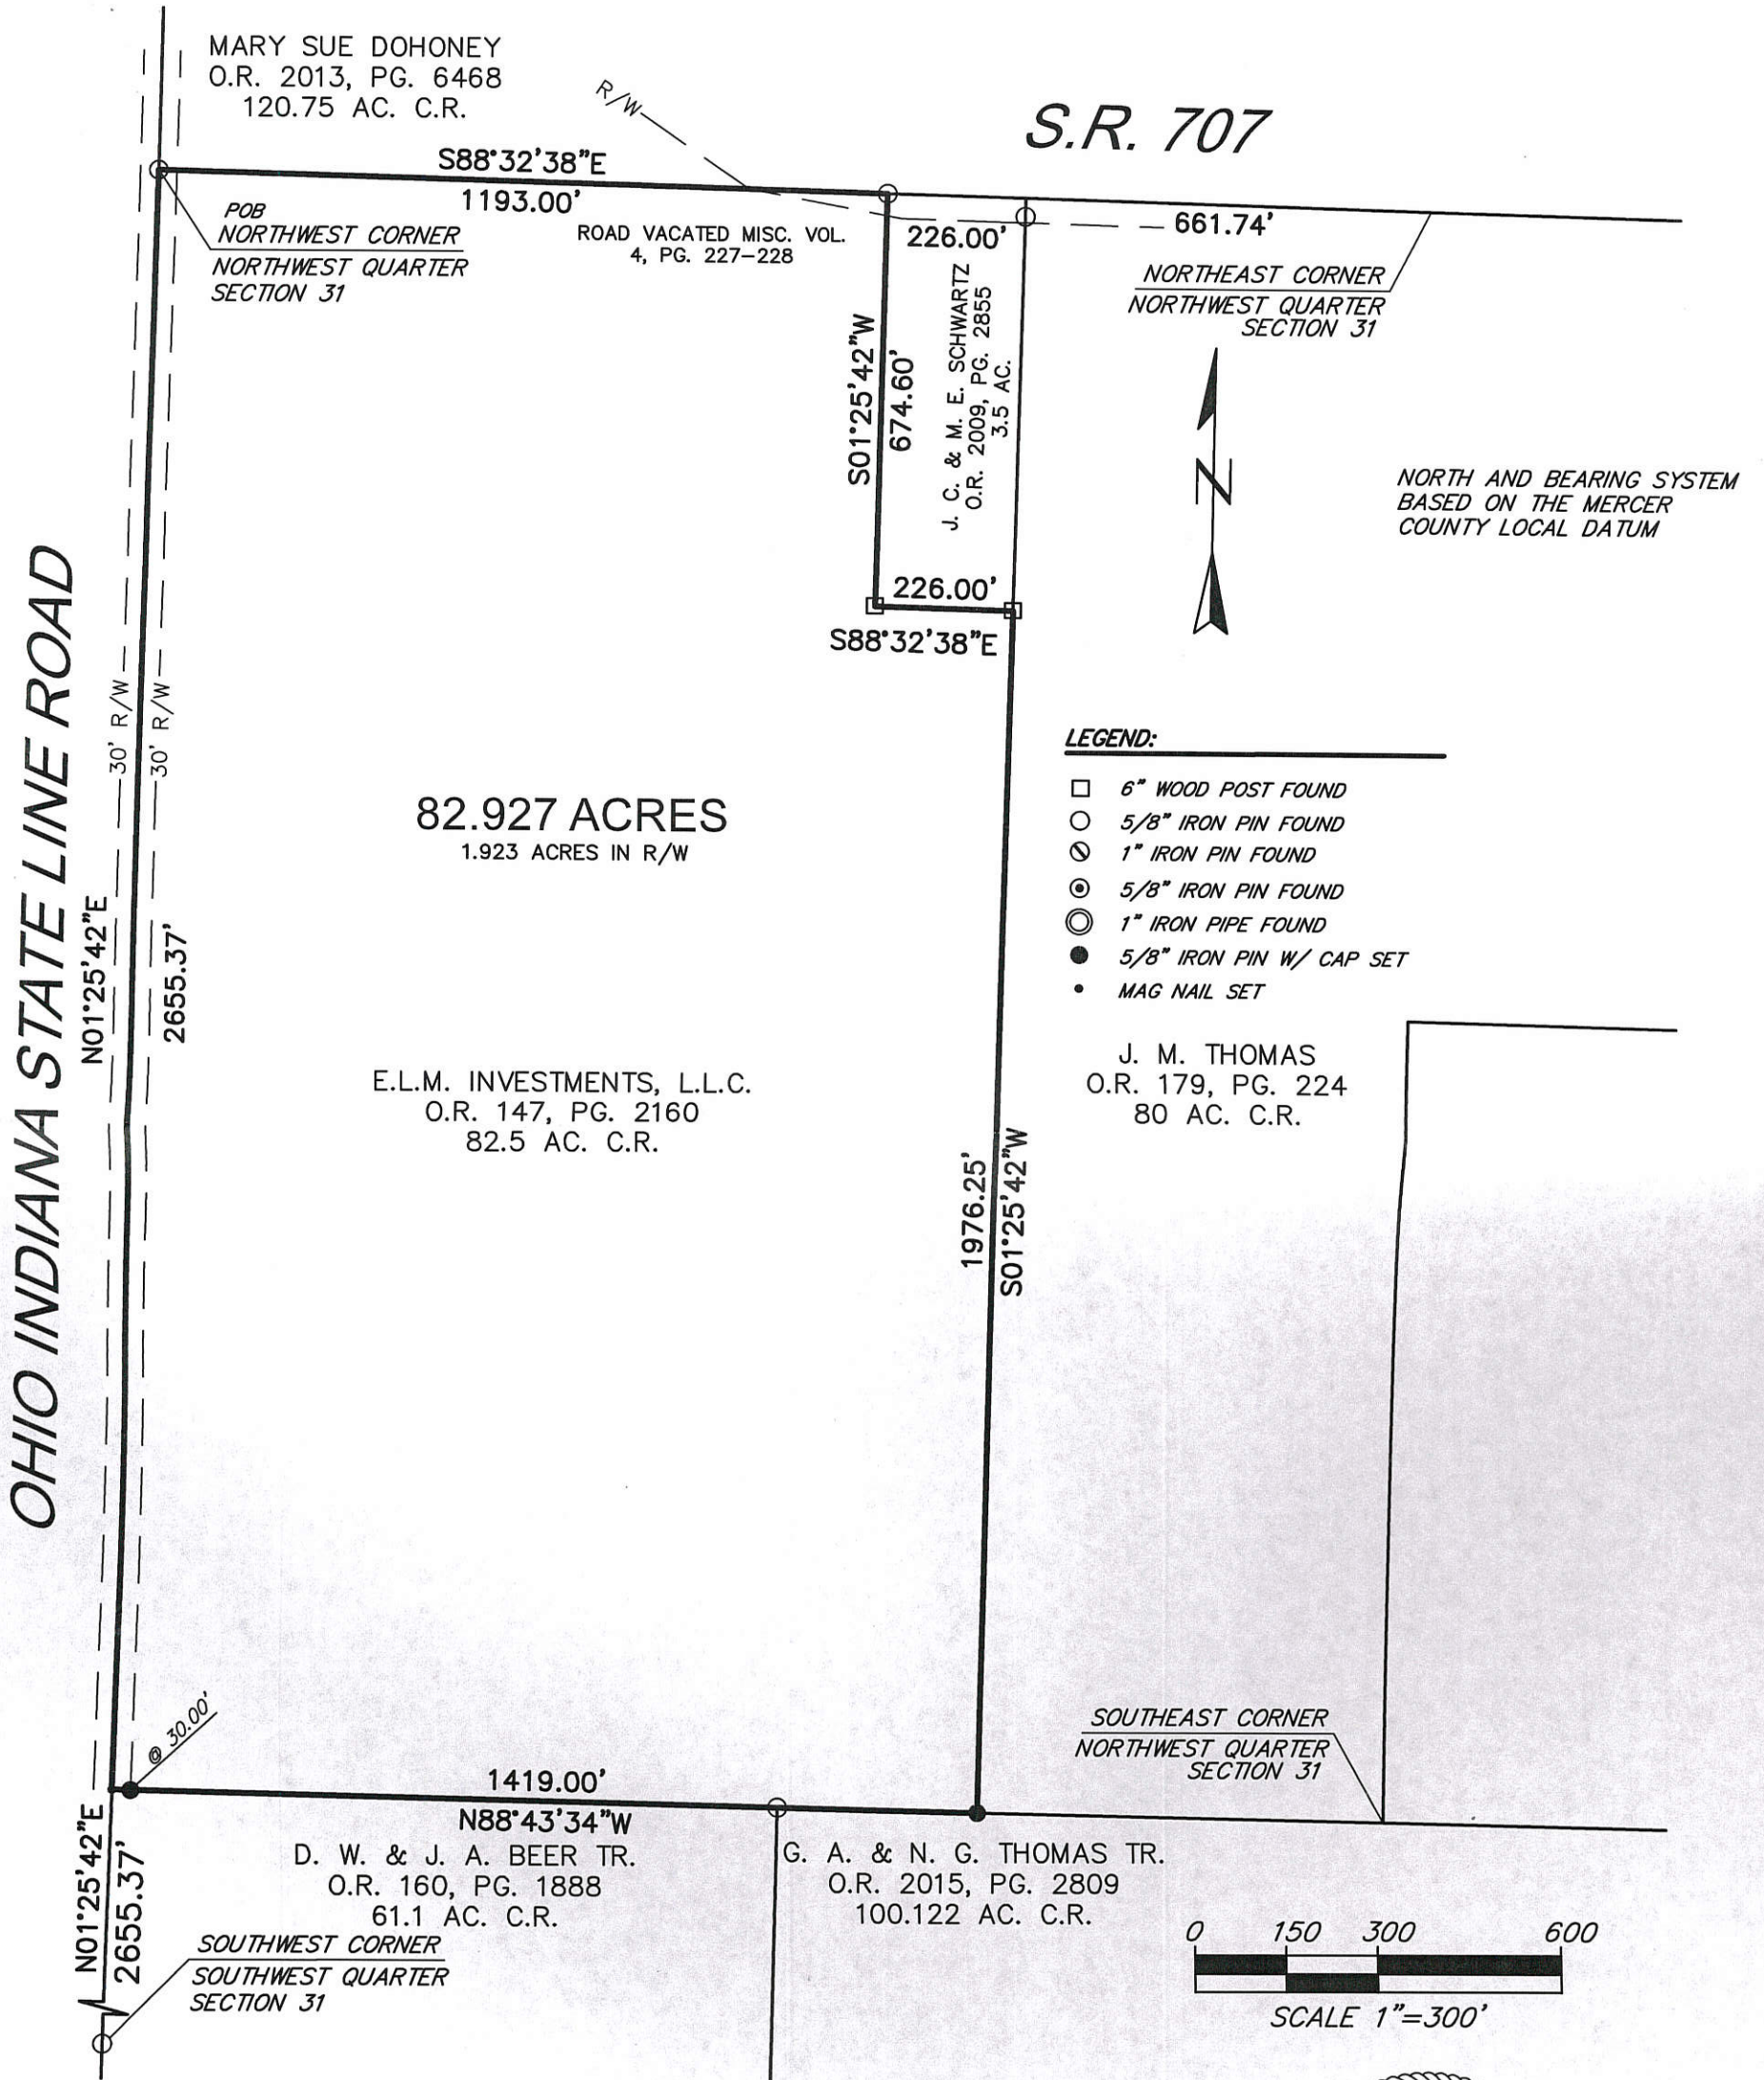 MARY SUE DOHONEY
O.R. 2013, PG. 6468
120.75 AC. C.R.
R/W
S.R. 707
S88°32'38"E
1193.00'
POB
NORTHWEST CORNER
NORTHWEST QUARTER
SECTION 31
ROAD VACATED MISC. VOL.
4, PG. 227-228
226.00'
661.74'
NORTHEAST CORNER
NORTHWEST QUARTER
SECTION 31
S01°25'42"W
674.60'
J. C. & M. E. SCHWARTZ
O.R. 2009, PG. 2855
3.5 AC.
N
NORTH AND BEARING SYSTEM
BASED ON THE MERCER
COUNTY LOCAL DATUM
226.00'
S88°32'38"E
OHIO INDIANA STATE LINE ROAD
30' R/W
30' R/W
N01°25'42"E
2655.37'
82.927 ACRES
1.923 ACRES IN R/W
LEGEND:
6" WOOD POST FOUND
5/8" IRON PIN FOUND
1" IRON PIN FOUND
5/8" IRON PIN FOUND
1" IRON PIPE FOUND
5/8" IRON PIN W/ CAP SET
MAG NAIL SET
E.L.M. INVESTMENTS, L.L.C.
O.R. 147, PG. 2160
82.5 AC. C.R.
J. M. THOMAS
O.R. 179, PG. 224
80 AC. C.R.
1976.25'
S01°25'42"W
@ 30.00'
1419.00'
N88°43'34"W
SOUTHEAST CORNER
NORTHWEST QUARTER
SECTION 31
N01°25'42"E
2655.37'
D. W. & J. A. BEER TR.
O.R. 160, PG. 1888
61.1 AC. C.R.
G. A. & N. G. THOMAS TR.
O.R. 2015, PG. 2809
100.122 AC. C.R.
SOUTHWEST CORNER
SOUTHWEST QUARTER
SECTION 31
0 150 300 600
SCALE 1"=300'